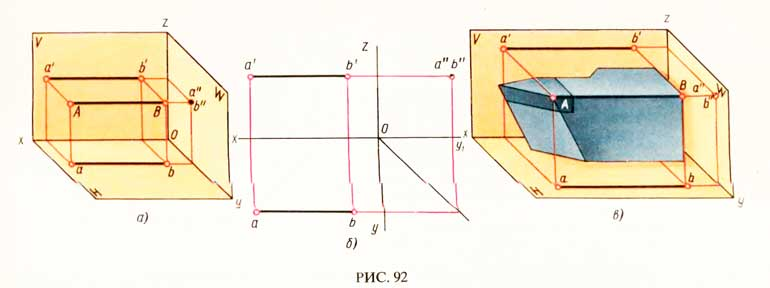 V Z a' b' A B a" b" W x O a b H y
а)
Z a' b' a" b" x O y₁ a b y
б)
V Z a' b' A B a" b" W x a b H y
в)
РИС. 92